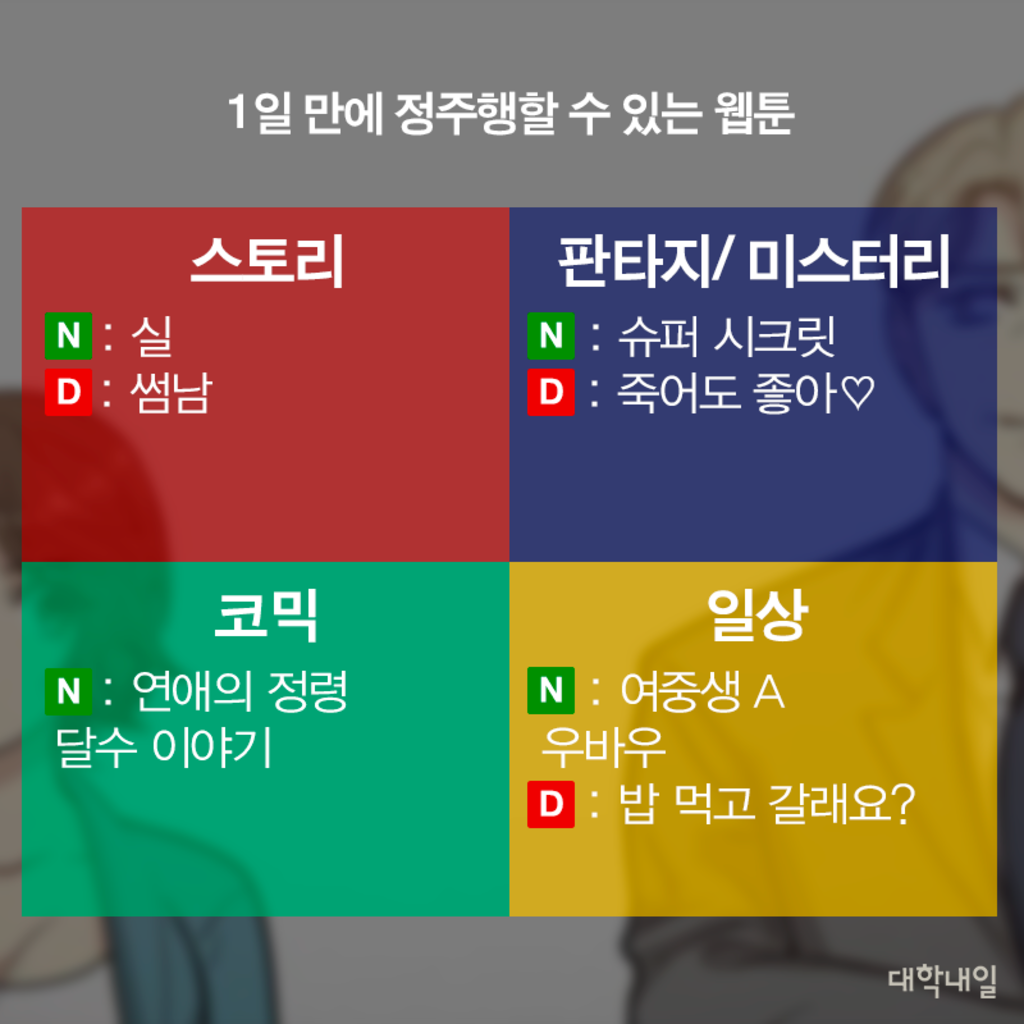 1일 만에 정주행할 수 있는 웹툰
스토리
N : 실
D : 썸남
판타지/ 미스터리
N : 슈퍼 시크릿
D : 죽어도 좋아♡
코믹
N : 연애의 정령
달수 이야기
일상
N : 여중생 A
우바우
D : 밥 먹고 갈래요?
대학내일